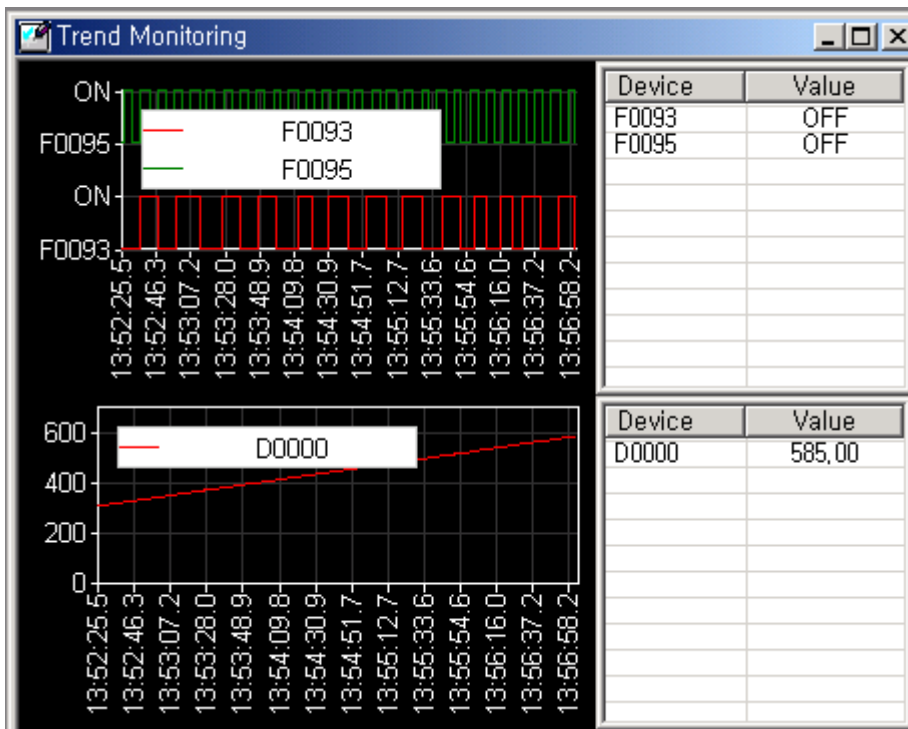 Trend Monitoring
ON
F0095
ON
F0093
F0093
F0095
13:52:25.5
13:52:46.3
13:53:07.2
13:53:28.0
13:53:48.9
13:54:09.8
13:54:30.9
13:54:51.7
13:55:12.7
13:55:33.6
13:55:54.6
13:56:16.0
13:56:37.2
13:56:58.2
Device Value
F0093 OFF
F0095 OFF
600
400
200
0
D0000
13:52:25.5
13:52:46.3
13:53:07.2
13:53:28.0
13:53:48.9
13:54:09.8
13:54:30.9
13:54:51.7
13:55:12.7
13:55:33.6
13:55:54.6
13:56:16.0
13:56:37.2
13:56:58.2
Device Value
D0000 585,00